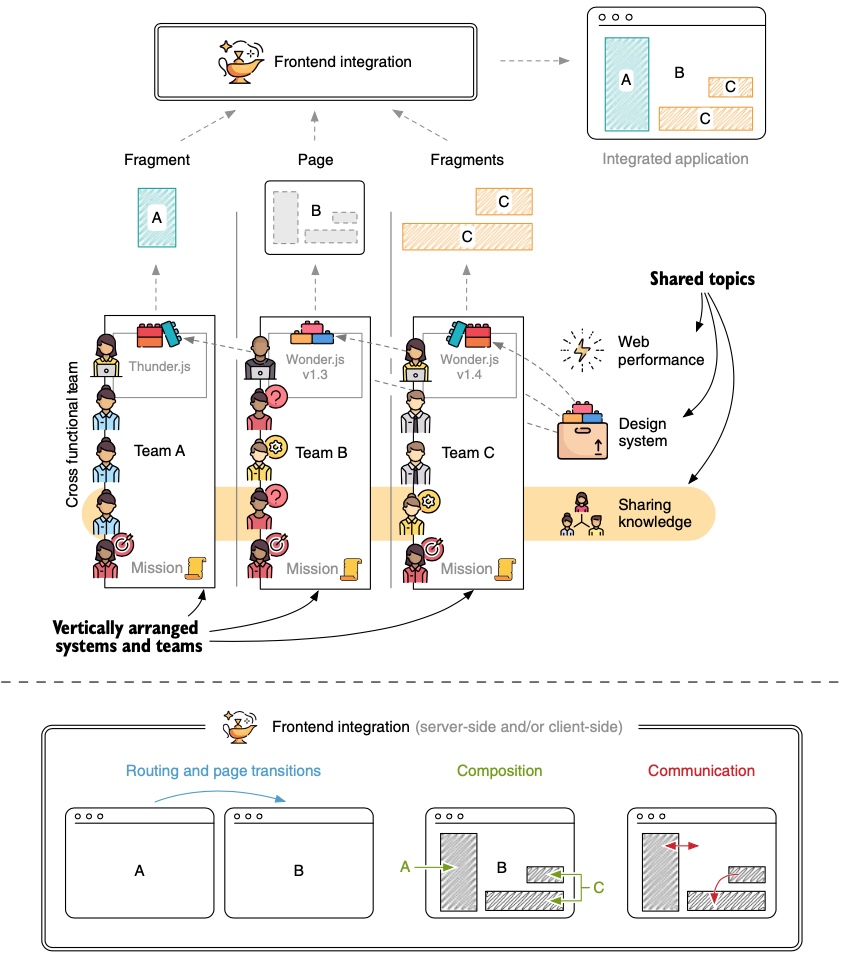 Frontend integration
A
B
C
C
Integrated application
Fragment
Page
Fragments
A
B
C
C
Shared topics
Web
performance
Design
system
Sharing
knowledge
Cross functional team
Thunder.js
Team A
Mission
Wonder.js
v1.3
?
Team B
?
Mission
Wonder.js
v1.4
Team C
Mission
Vertically arranged
systems and teams
Frontend integration (server-side and/or client-side)
Routing and page transitions
A
B
Composition
A
B
C
Communication